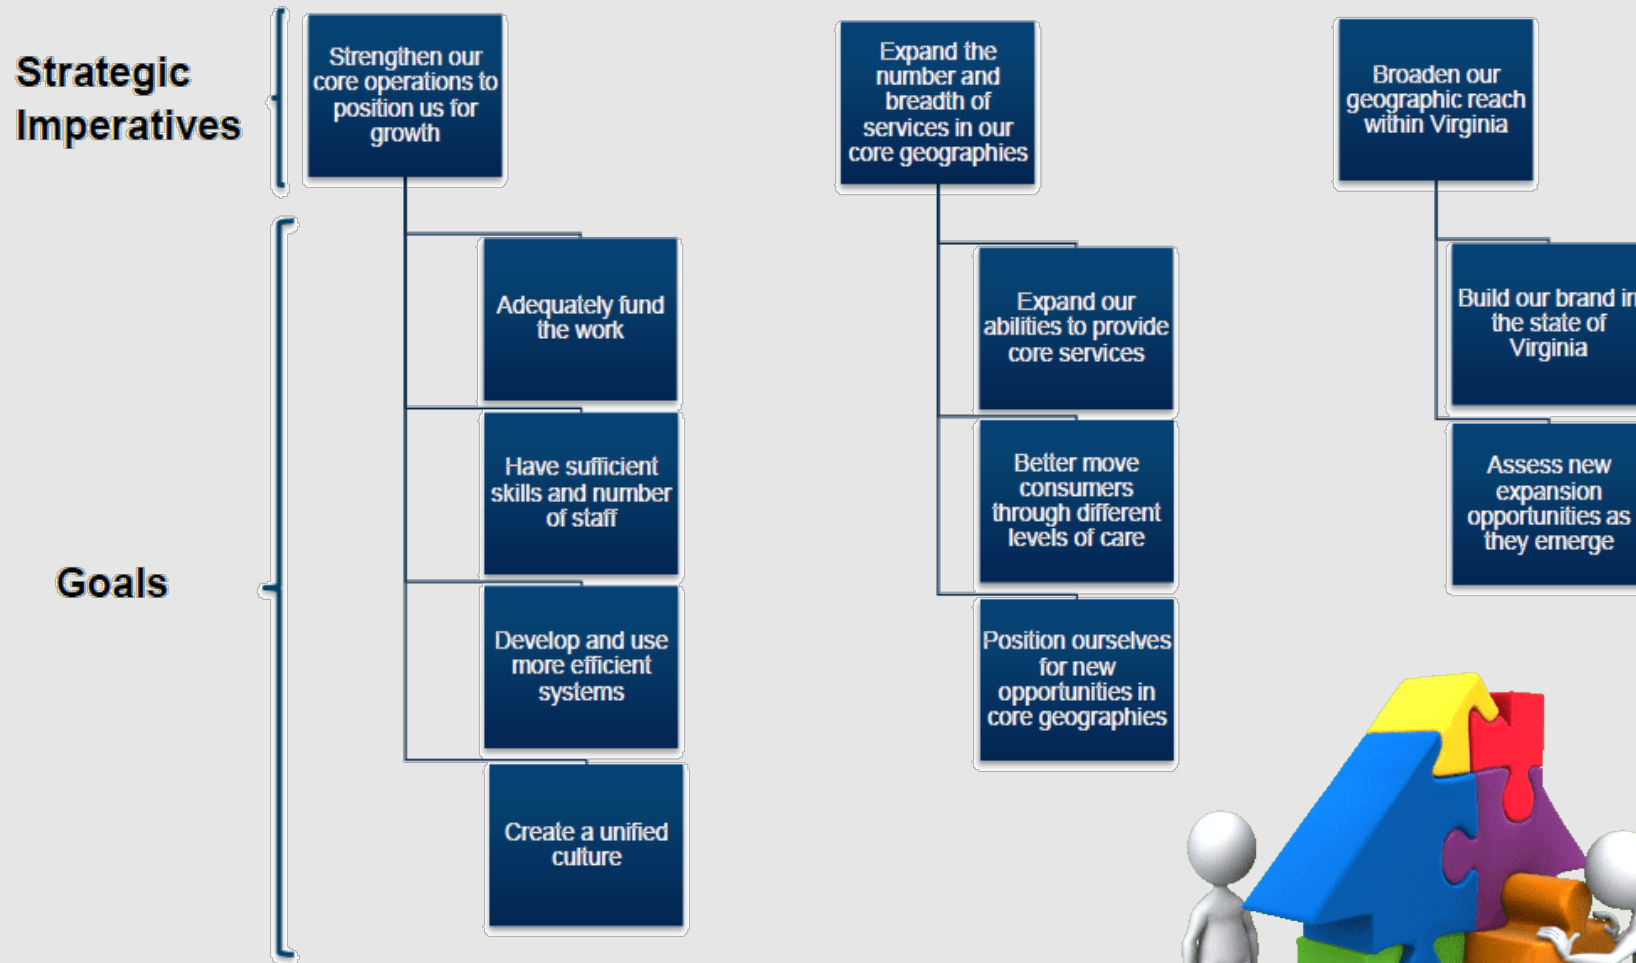 Strategic
Imperatives
Strengthen our
core operations to
position us for
growth
Expand the
number and
breadth of
services in our
core geographies
Broaden our
geographic reach
within Virginia
Goals
Adequately fund
the work
Have sufficient
skills and number
of staff
Develop and use
more efficient
systems
Create a unified
culture
Expand our
abilities to provide
core services
Better move
consumers
through different
levels of care
Position ourselves
for new
opportunities in
core geographies
Build our brand in
the state of
Virginia
Assess new
expansion
opportunities as
they emerge